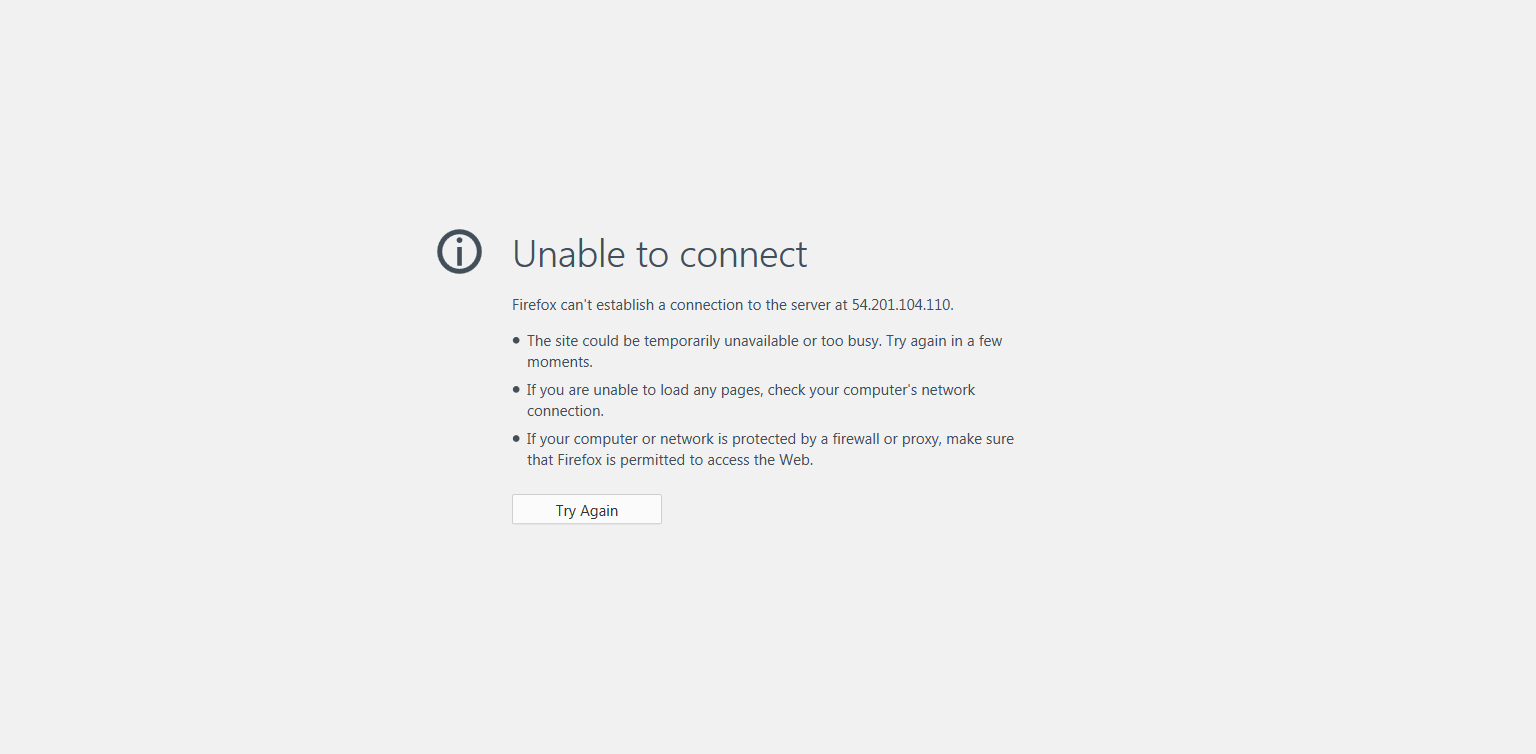 Unable to connect
Firefox can't establish a connection to the server at 54.201.104.110.
• The site could be temporarily unavailable or too busy. Try again in a few
moments.
• If you are unable to load any pages, check your computer's network
connection.
• If your computer or network is protected by a firewall or proxy, make sure
that Firefox is permitted to access the Web.
Try Again